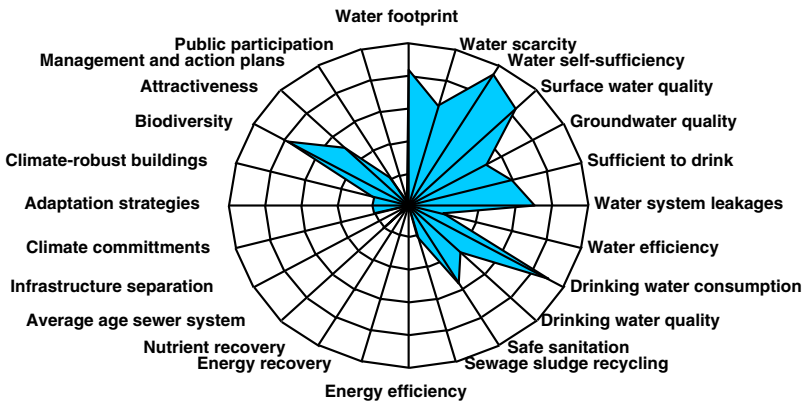 Water footprint
Water scarcity
Water self-sufficiency
Surface water quality
Groundwater quality
Sufficient to drink
Water system leakages
Water efficiency
Drinking water consumption
Drinking water quality
Safe sanitation
Sewage sludge recycling
Energy efficiency
Energy recovery
Nutrient recovery
Average age sewer system
Infrastructure separation
Climate committments
Adaptation strategies
Climate-robust buildings
Biodiversity
Attractiveness
Management and action plans
Public participation